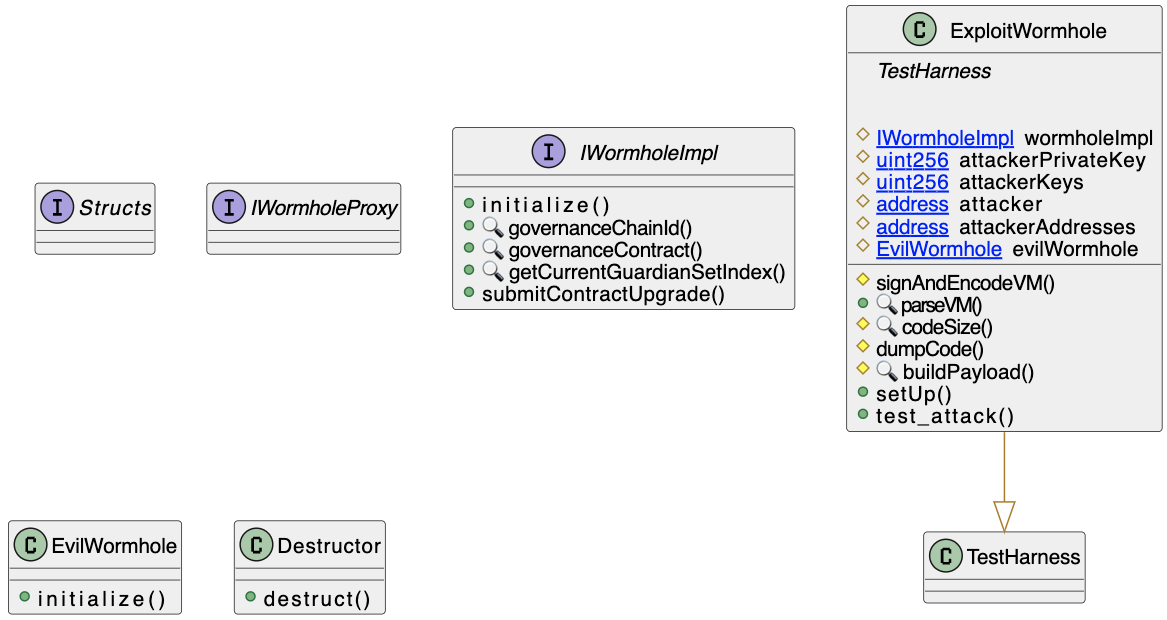 C ExploitWormhole
TestHarness
IWormholeImpl wormholeImpl
uint256 attackerPrivateKey
uint256 attackerKeys
address attacker
address attackerAddresses
EvilWormhole evilWormhole
signAndEncodeVM()
parseVM()
codeSize()
dumpCode()
buildPayload()
setUp()
test_attack()
I IWormholeImpl
initialize()
governanceChainId()
governanceContract()
getCurrentGuardianSetIndex()
submitContractUpgrade()
I Structs
I IWormholeProxy
C EvilWormhole
initialize()
C Destructor
destruct()
C TestHarness